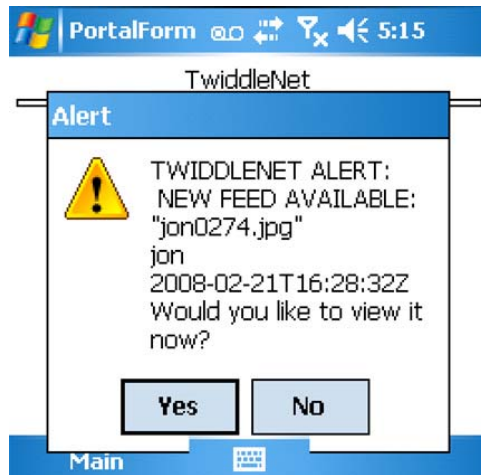 PortalForm 5:15
TwiddleNet
Alert
TWIDDLENET ALERT:
NEW FEED AVAILABLE:
"jon0274.jpg"
jon
2008-02-21T16:28:32Z
Would you like to view it
now?
Yes No
Main